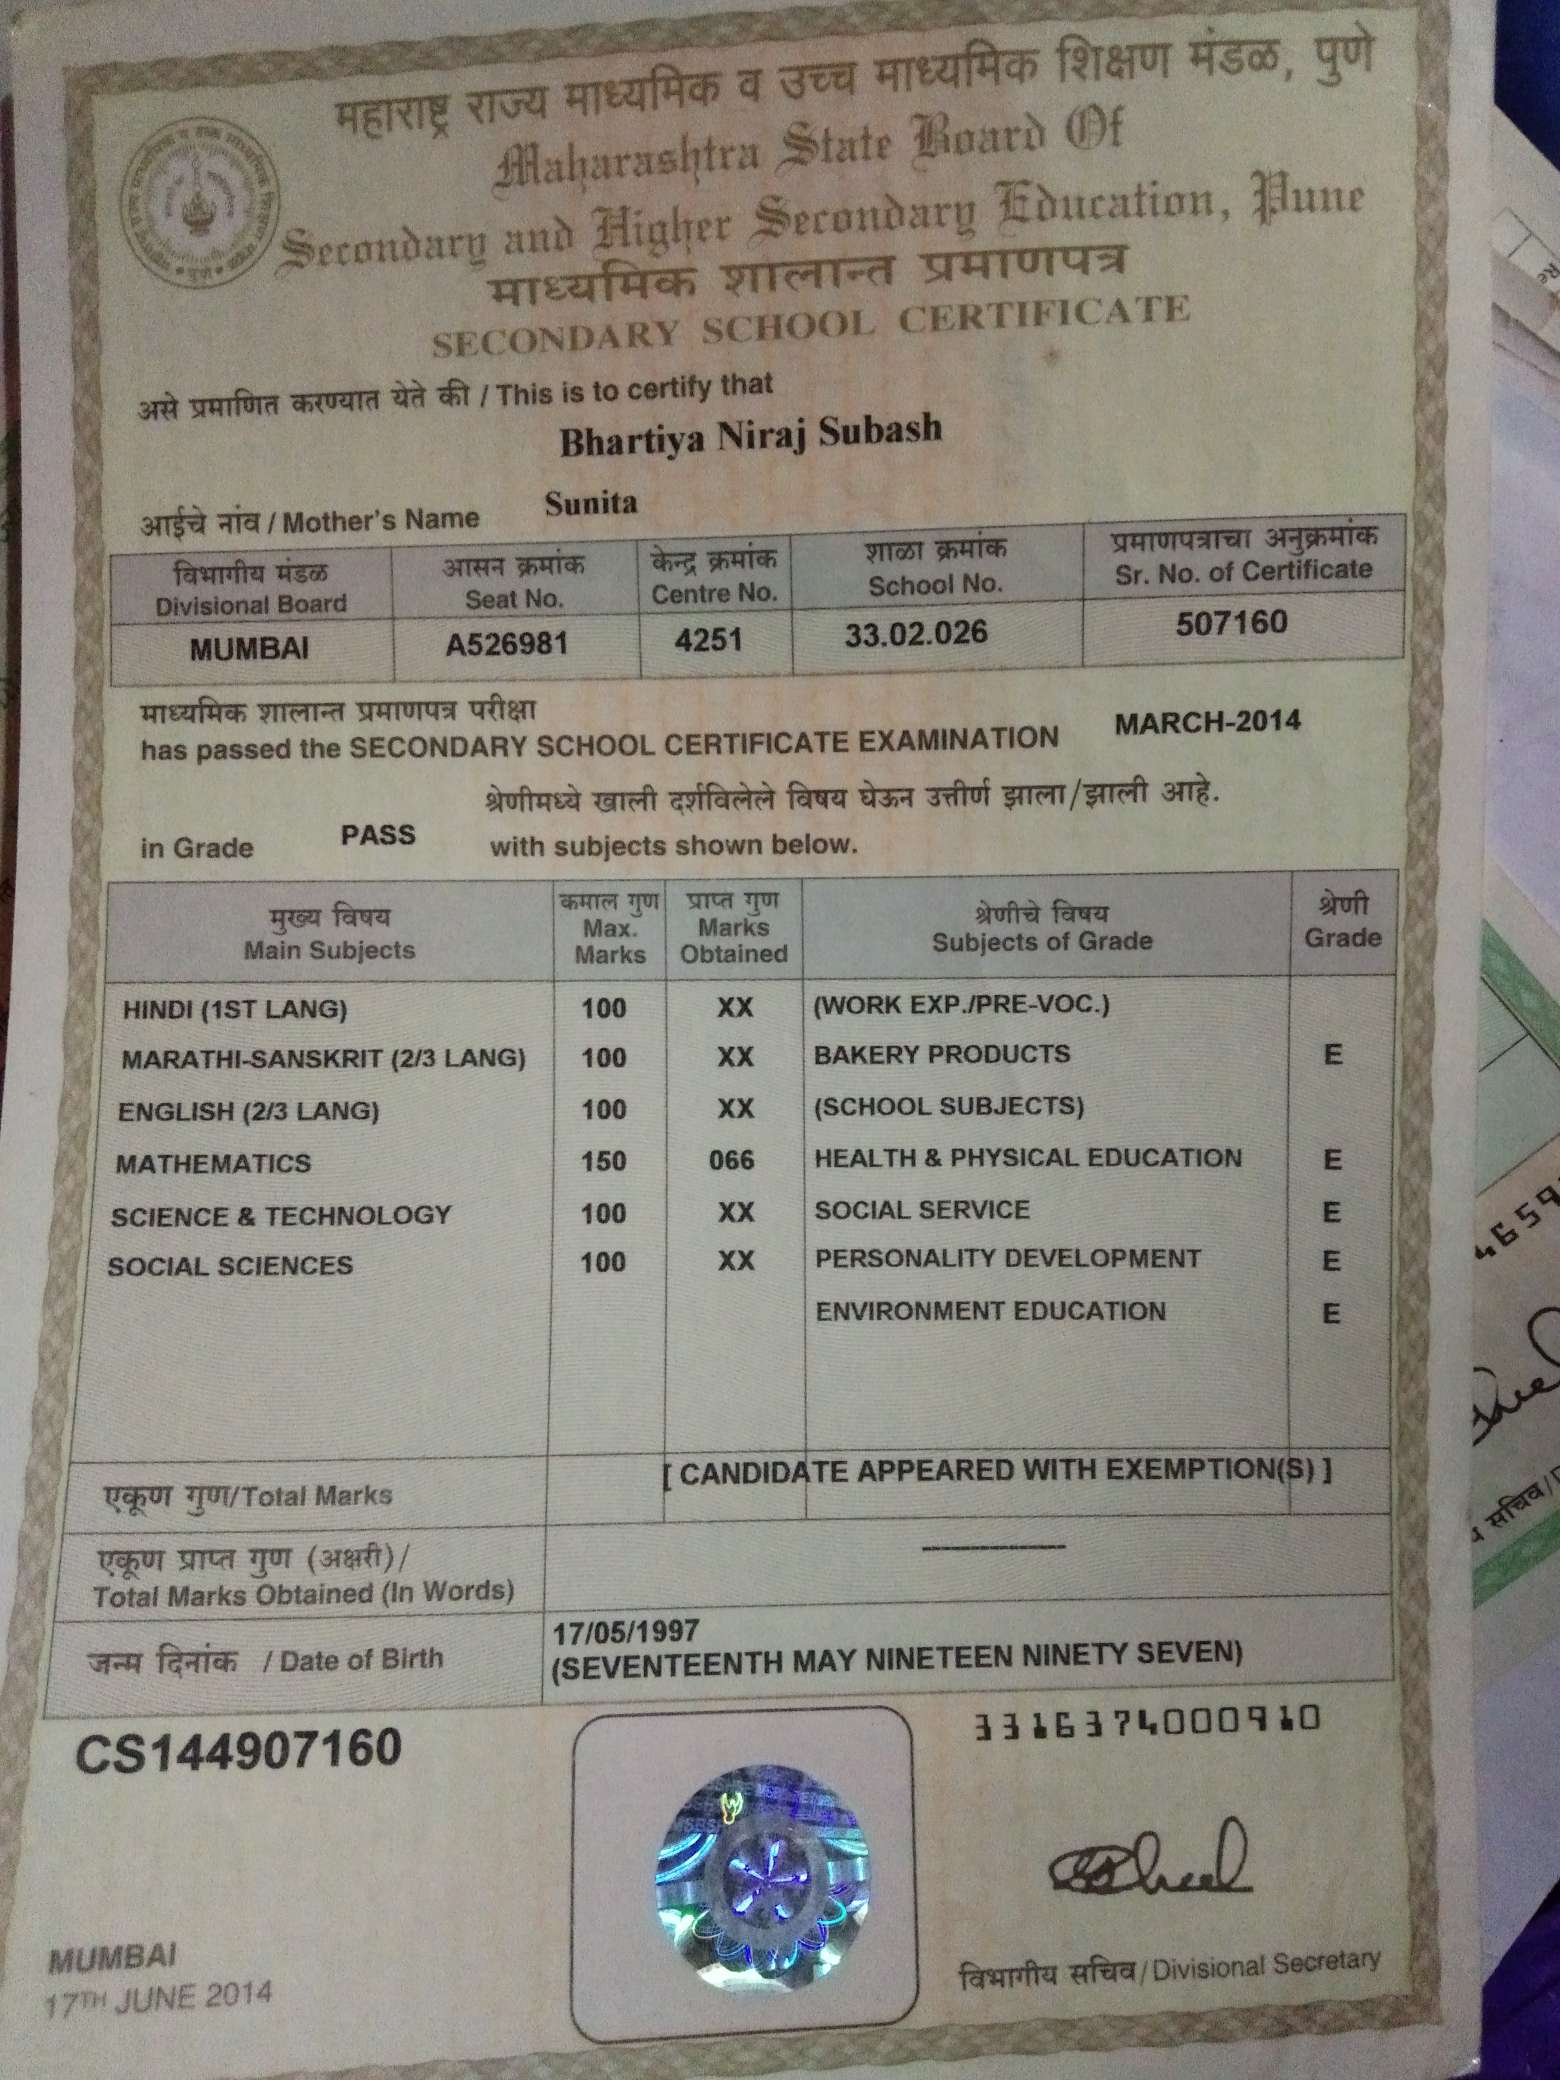 महाराष्ट्र राज्य माध्यमिक व उच्च माध्यमिक शिक्षण मंडळ, पुणे
Maharashtra State Board Of
Secondary and Higher Secondary Education, Pune
माध्यमिक शालान्त प्रमाणपत्र
SECONDARY SCHOOL CERTIFICATE
असे प्रमाणित करण्यात येते की / This is to certify that
Bhartiya Niraj Subash
आईचे नांव / Mother's Name Sunita
विभागीय मंडळ आसन क्रमांक केन्द्र क्रमांक शाळा क्रमांक प्रमाणपत्राचा अनुक्रमांक
Divisional Board Seat No. Centre No. School No. Sr. No. of Certificate
MUMBAI A526981 4251 33.02.026 507160
माध्यमिक शालान्त प्रमाणपत्र परीक्षा
has passed the SECONDARY SCHOOL CERTIFICATE EXAMINATION MARCH-2014
श्रेणीमध्ये खाली दर्शविलेले विषय घेऊन उत्तीर्ण झाला/झाली आहे.
in Grade PASS with subjects shown below.
मुख्य विषय कमाल गुण प्राप्त गुण श्रेणीचे विषय श्रेणी
Main Subjects Max. Marks Marks Obtained Subjects of Grade Grade
HINDI (1ST LANG) 100 XX (WORK EXP./PRE-VOC.)
MARATHI-SANSKRIT (2/3 LANG) 100 XX BAKERY PRODUCTS E
ENGLISH (2/3 LANG) 100 XX (SCHOOL SUBJECTS)
MATHEMATICS 150 066 HEALTH & PHYSICAL EDUCATION E
SCIENCE & TECHNOLOGY 100 XX SOCIAL SERVICE E
SOCIAL SCIENCES 100 XX PERSONALITY DEVELOPMENT E
ENVIRONMENT EDUCATION E
एकूण गुण/Total Marks [ CANDIDATE APPEARED WITH EXEMPTION(S) ]
एकूण प्राप्त गुण (अक्षरी)/
Total Marks Obtained (In Words)
जन्म दिनांक / Date of Birth 17/05/1997
(SEVENTEENTH MAY NINETEEN NINETY SEVEN)
CS144907160
3316374000910
MUMBAI
17TH JUNE 2014
विभागीय सचिव/Divisional Secretary
4659
सचिव/